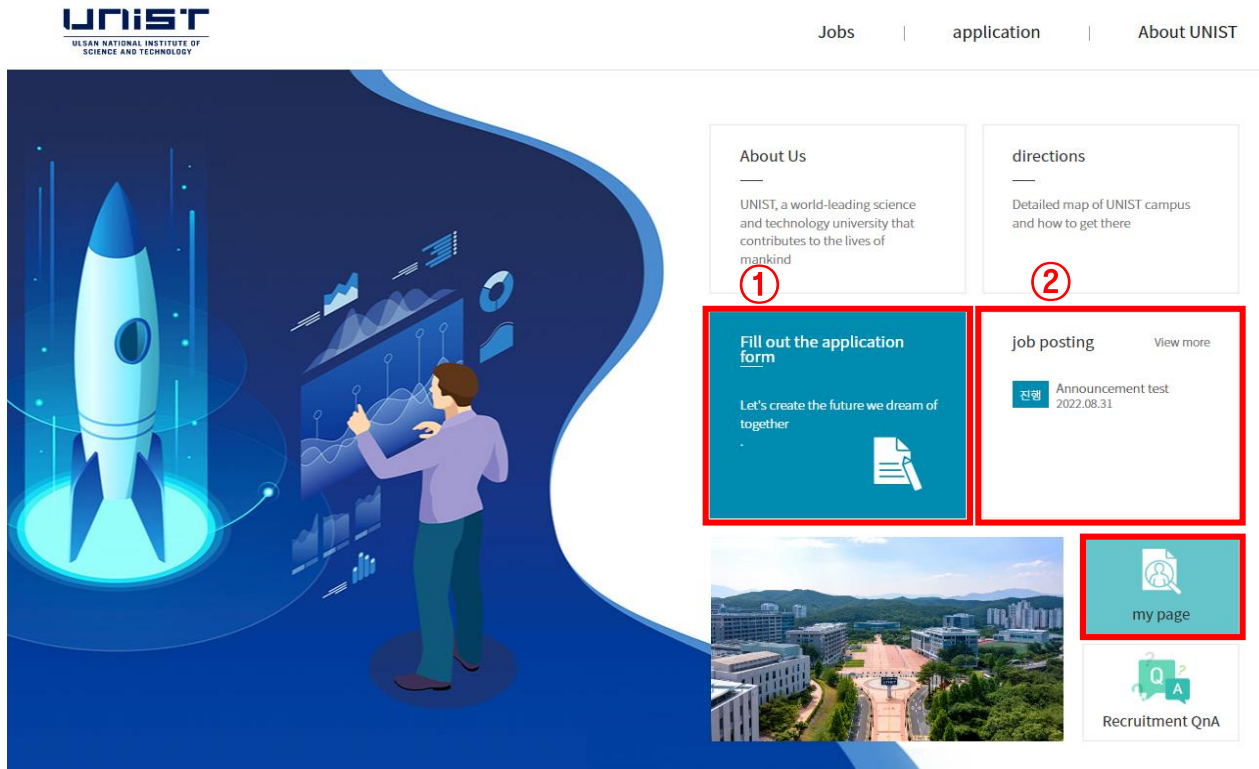 UNIST
ULSAN NATIONAL INSTITUTE OF
SCIENCE AND TECHNOLOGY
Jobs | application | About UNIST
About Us
UNIST, a world-leading science
and technology university that
contributes to the lives of
mankind
directions
Detailed map of UNIST campus
and how to get there
①
Fill out the application
form
Let's create the future we dream of
together
.
②
job posting View more
진행 Announcement test
2022.08.31
my page
Q
A
Recruitment QnA